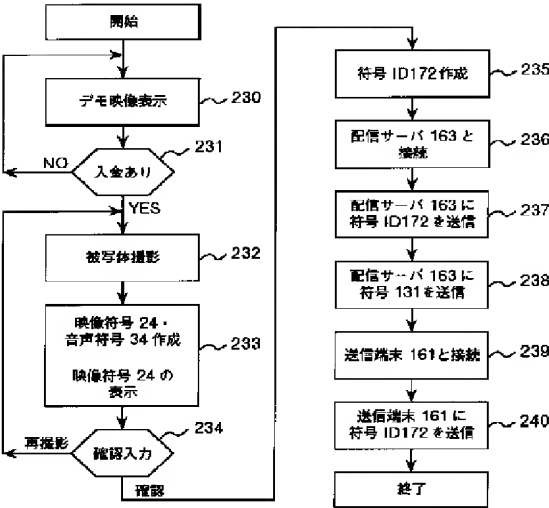 開始
デモ映像表示
230
入金あり
231
NO
YES
被写体撮影
232
映像符号 24・
音声符号 34 作成
映像符号 24 の
表示
233
確認入力
234
再撮影
確認
符号 ID172 作成
235
配信サーバ 163 と
接続
236
配信サーバ 163 に
符号 ID172 を送信
237
配信サーバ 163 に
符号 131 を送信
238
送信端末 161 と接続
239
送信端末 161 に
符号 ID172 を送信
240
終了